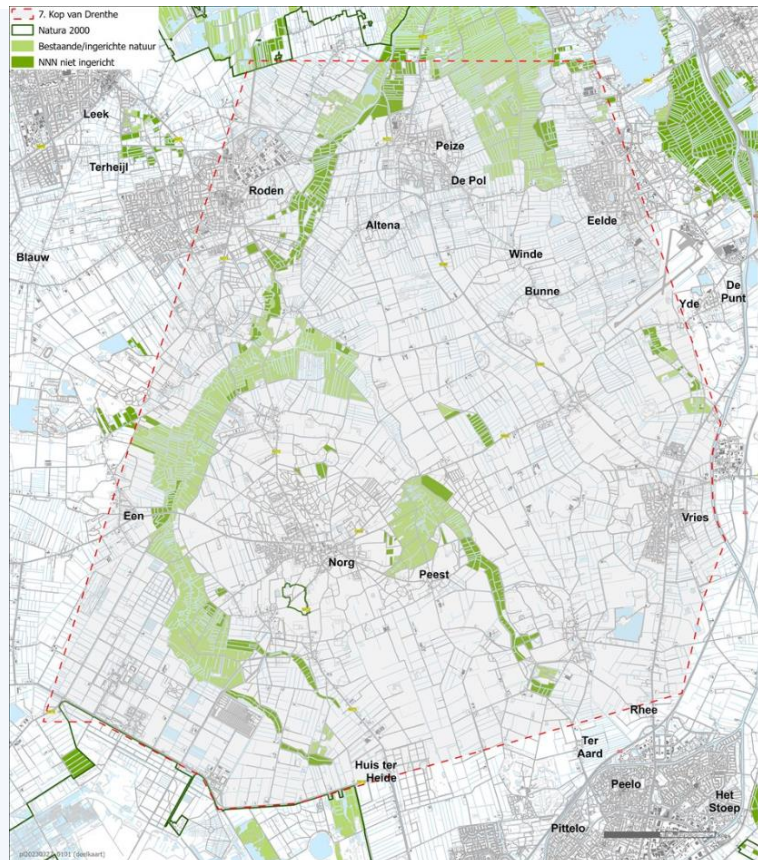 7. Kop van Drenthe
Natura 2000
Bestaande/ingerichte natuur
NNN niet ingericht
Leek
Terheijl
Peize
De Pol
Roden
Altena
Eelde
Blauw
Winde
Bunne
De
Punt
Yde
Een
Vries
Norg
Peest
Rhee
Ter
Aard
Huis ter
Heide
Peelo
Het
Stoep
Pittelo